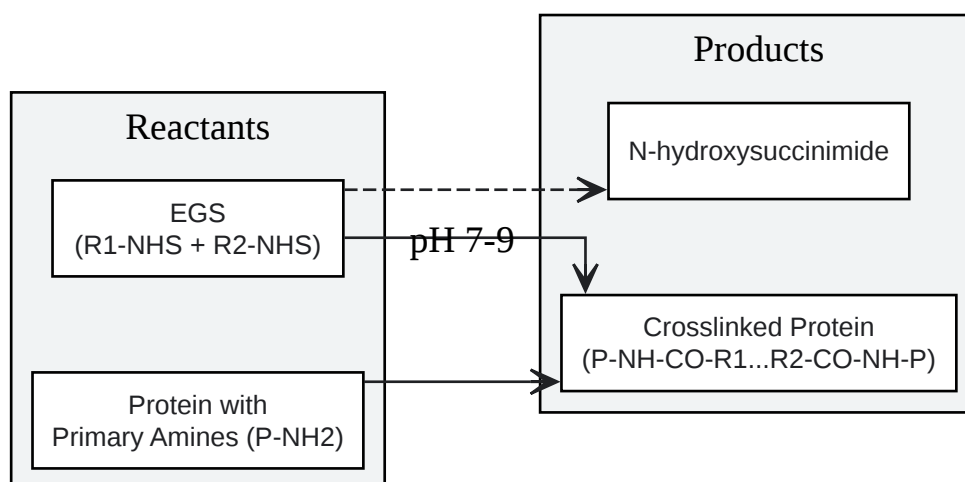 Reactants
EGS
(R1-NHS + R2-NHS)
Protein with
Primary Amines (P-NH2)
pH 7-9
Products
N-hydroxysuccinimide
Crosslinked Protein
(P-NH-CO-R1...R2-CO-NH-P)